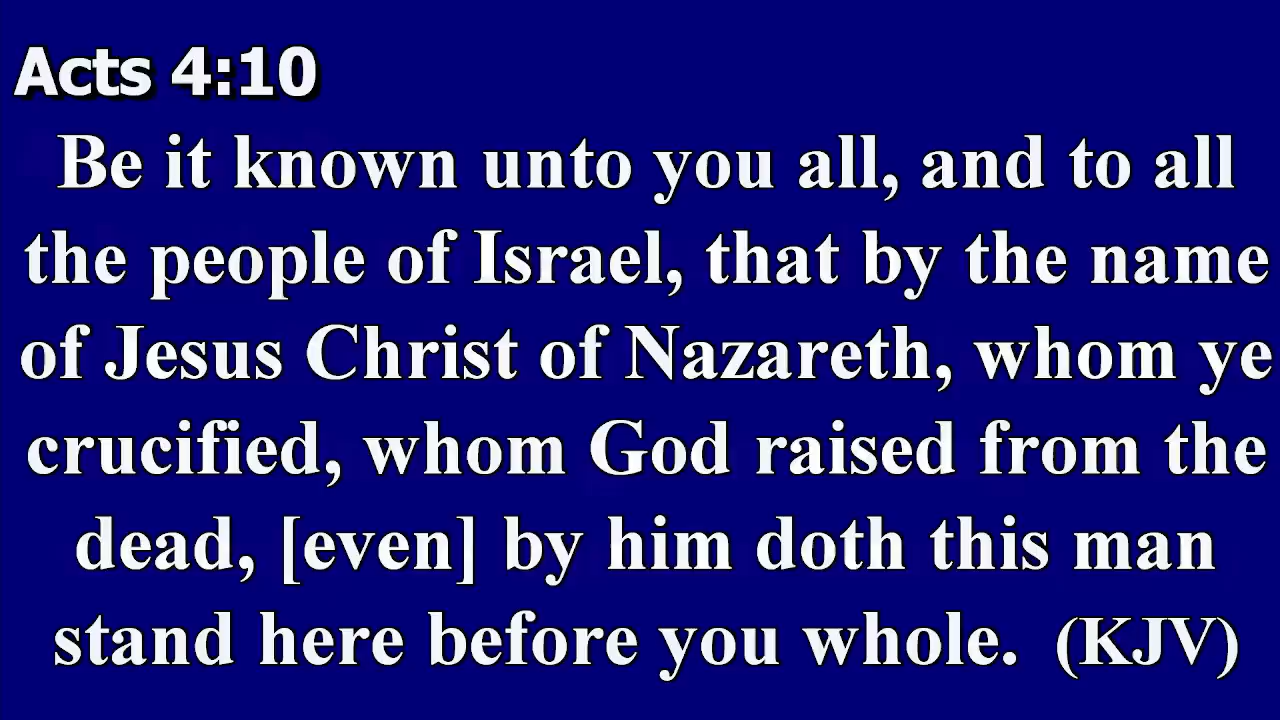 Acts 4:10
Be it known unto you all, and to all
the people of Israel, that by the name
of Jesus Christ of Nazareth, whom ye
crucified, whom God raised from the
dead, [even] by him doth this man
stand here before you whole. (KJV)